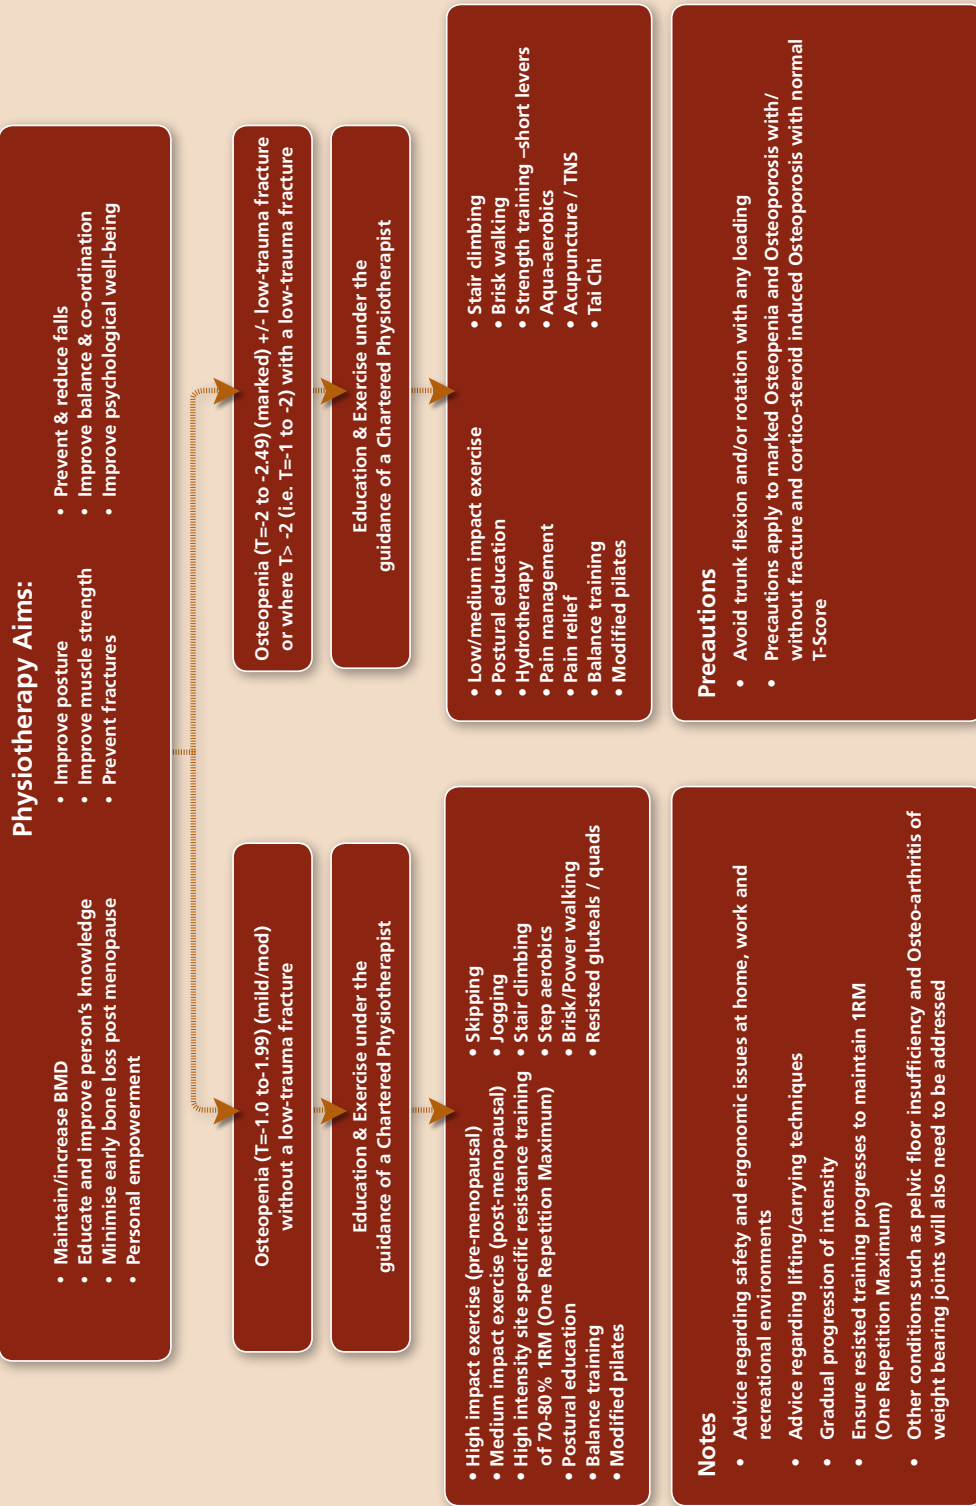 Physiotherapy Aims:
• Maintain/increase BMD
• Educate and improve person's knowledge
• Minimise early bone loss post menopause
• Personal empowerment
• Improve posture
• Improve muscle strength
• Prevent fractures
• Prevent & reduce falls
• Improve balance & co-ordination
• Improve psychological well-being
Osteopenia (T=-1.0 to-1.99) (mild/mod)
without a low-trauma fracture
Education & Exercise under the
guidance of a Chartered Physiotherapist
• High impact exercise (pre-menopausal)
• Medium impact exercise (post-menopausal)
• High intensity site specific resistance training
of 70-80% 1RM (One Repetition Maximum)
• Postural education
• Balance training
• Modified pilates
• Skipping
• Jogging
• Stair climbing
• Step aerobics
• Brisk/Power walking
• Resisted gluteals / quads
Notes
• Advice regarding safety and ergonomic issues at home, work and
recreational environments
• Advice regarding lifting/carrying techniques
• Gradual progression of intensity
• Ensure resisted training progresses to maintain 1RM
(One Repetition Maximum)
• Other conditions such as pelvic floor insufficiency and Osteo-arthritis of
weight bearing joints will also need to be addressed
Osteopenia (T=-2 to -2.49) (marked) +/- low-trauma fracture
or where T> -2 (i.e. T=-1 to -2) with a low-trauma fracture
Education & Exercise under the
guidance of a Chartered Physiotherapist
• Low/medium impact exercise
• Postural education
• Hydrotherapy
• Pain management
• Pain relief
• Balance training
• Modified pilates
• Stair climbing
• Brisk walking
• Strength training –short levers
• Aqua-aerobics
• Acupuncture / TNS
• Tai Chi
Precautions
• Avoid trunk flexion and/or rotation with any loading
• Precautions apply to marked Osteopenia and Osteoporosis with/
without fracture and cortico-steroid induced Osteoporosis with normal
T-Score